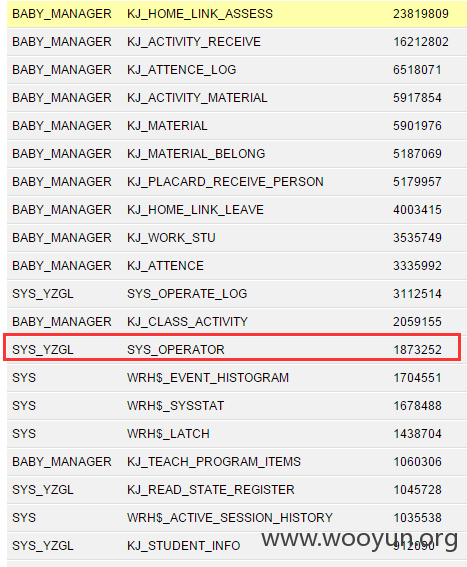 BABY_MANAGER KJ_HOME_LINK_ASSESS 23819809
BABY_MANAGER KJ_ACTIVITY_RECEIVE 16212802
BABY_MANAGER KJ_ATTENCE_LOG 6518071
BABY_MANAGER KJ_ACTIVITY_MATERIAL 5917854
BABY_MANAGER KJ_MATERIAL 5901976
BABY_MANAGER KJ_MATERIAL_BELONG 5187069
BABY_MANAGER KJ_PLACARD_RECEIVE_PERSON 5179957
BABY_MANAGER KJ_HOME_LINK_LEAVE 4003415
BABY_MANAGER KJ_WORK_STU 3535749
BABY_MANAGER KJ_ATTENCE 3335992
SYS_YZGL SYS_OPERATE_LOG 3112514
BABY_MANAGER KJ_CLASS_ACTIVITY 2059155
SYS_YZGL SYS_OPERATOR 1873252
SYS WRH$_EVENT_HISTOGRAM 1704551
SYS WRH$_SYSSTAT 1678488
SYS WRH$_LATCH 1438704
BABY_MANAGER KJ_TEACH_PROGRAM_ITEMS 1060306
SYS_YZGL KJ_READ_STATE_REGISTER 1045728
SYS WRH$_ACTIVE_SESSION_HISTORY 1035538
SYS_YZGL KJ_STUDENT_INFO
www.wooyun.org